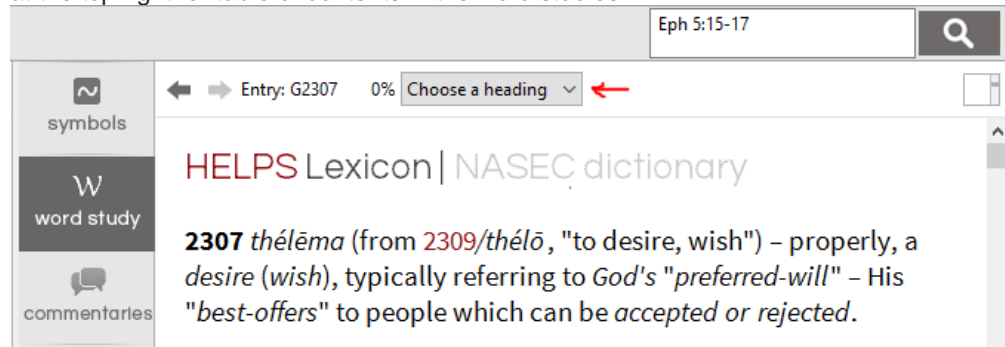 Eph 5:15-17
Entry: G2307 0% Choose a heading
symbols
HELPS Lexicon | NASEC dictionary
W
word study
2307 thélēma (from 2309/thélō, "to desire, wish") – properly, a
desire (wish), typically referring to God's "preferred-will" – His
"best-offers" to people which can be accepted or rejected.
commentaries